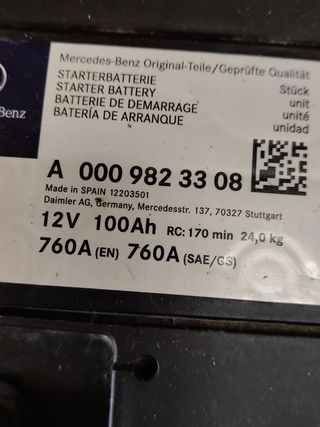 Mercedes-Benz Original-Teile/Geprüfte Qualität
STARTERBATTERIE Stück
STARTER BATTERY unit
BATTERIE DE DEMARRAGE unité
BATERÍA DE ARRANQUE unidad
Benz
A 000 982 33 08
Made in SPAIN 12203501
Daimler AG, Germany, Mercedesstr. 137, 70327 Stuttgart
12V 100Ah RC: 170 min 24,0 kg
760A (EN) 760A (SAE/GS)